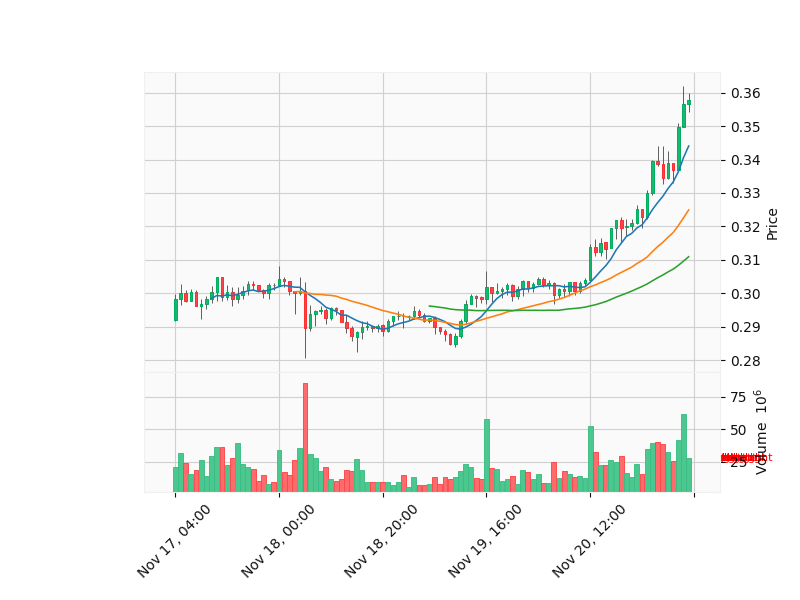 0.36
0.35
0.34
0.33
0.32
0.31
0.30
0.29
0.28
Price
75
50
25
Volume 10^6
Nov 17, 04:00
Nov 18, 00:00
Nov 18, 20:00
Nov 19, 16:00
Nov 20, 12:00